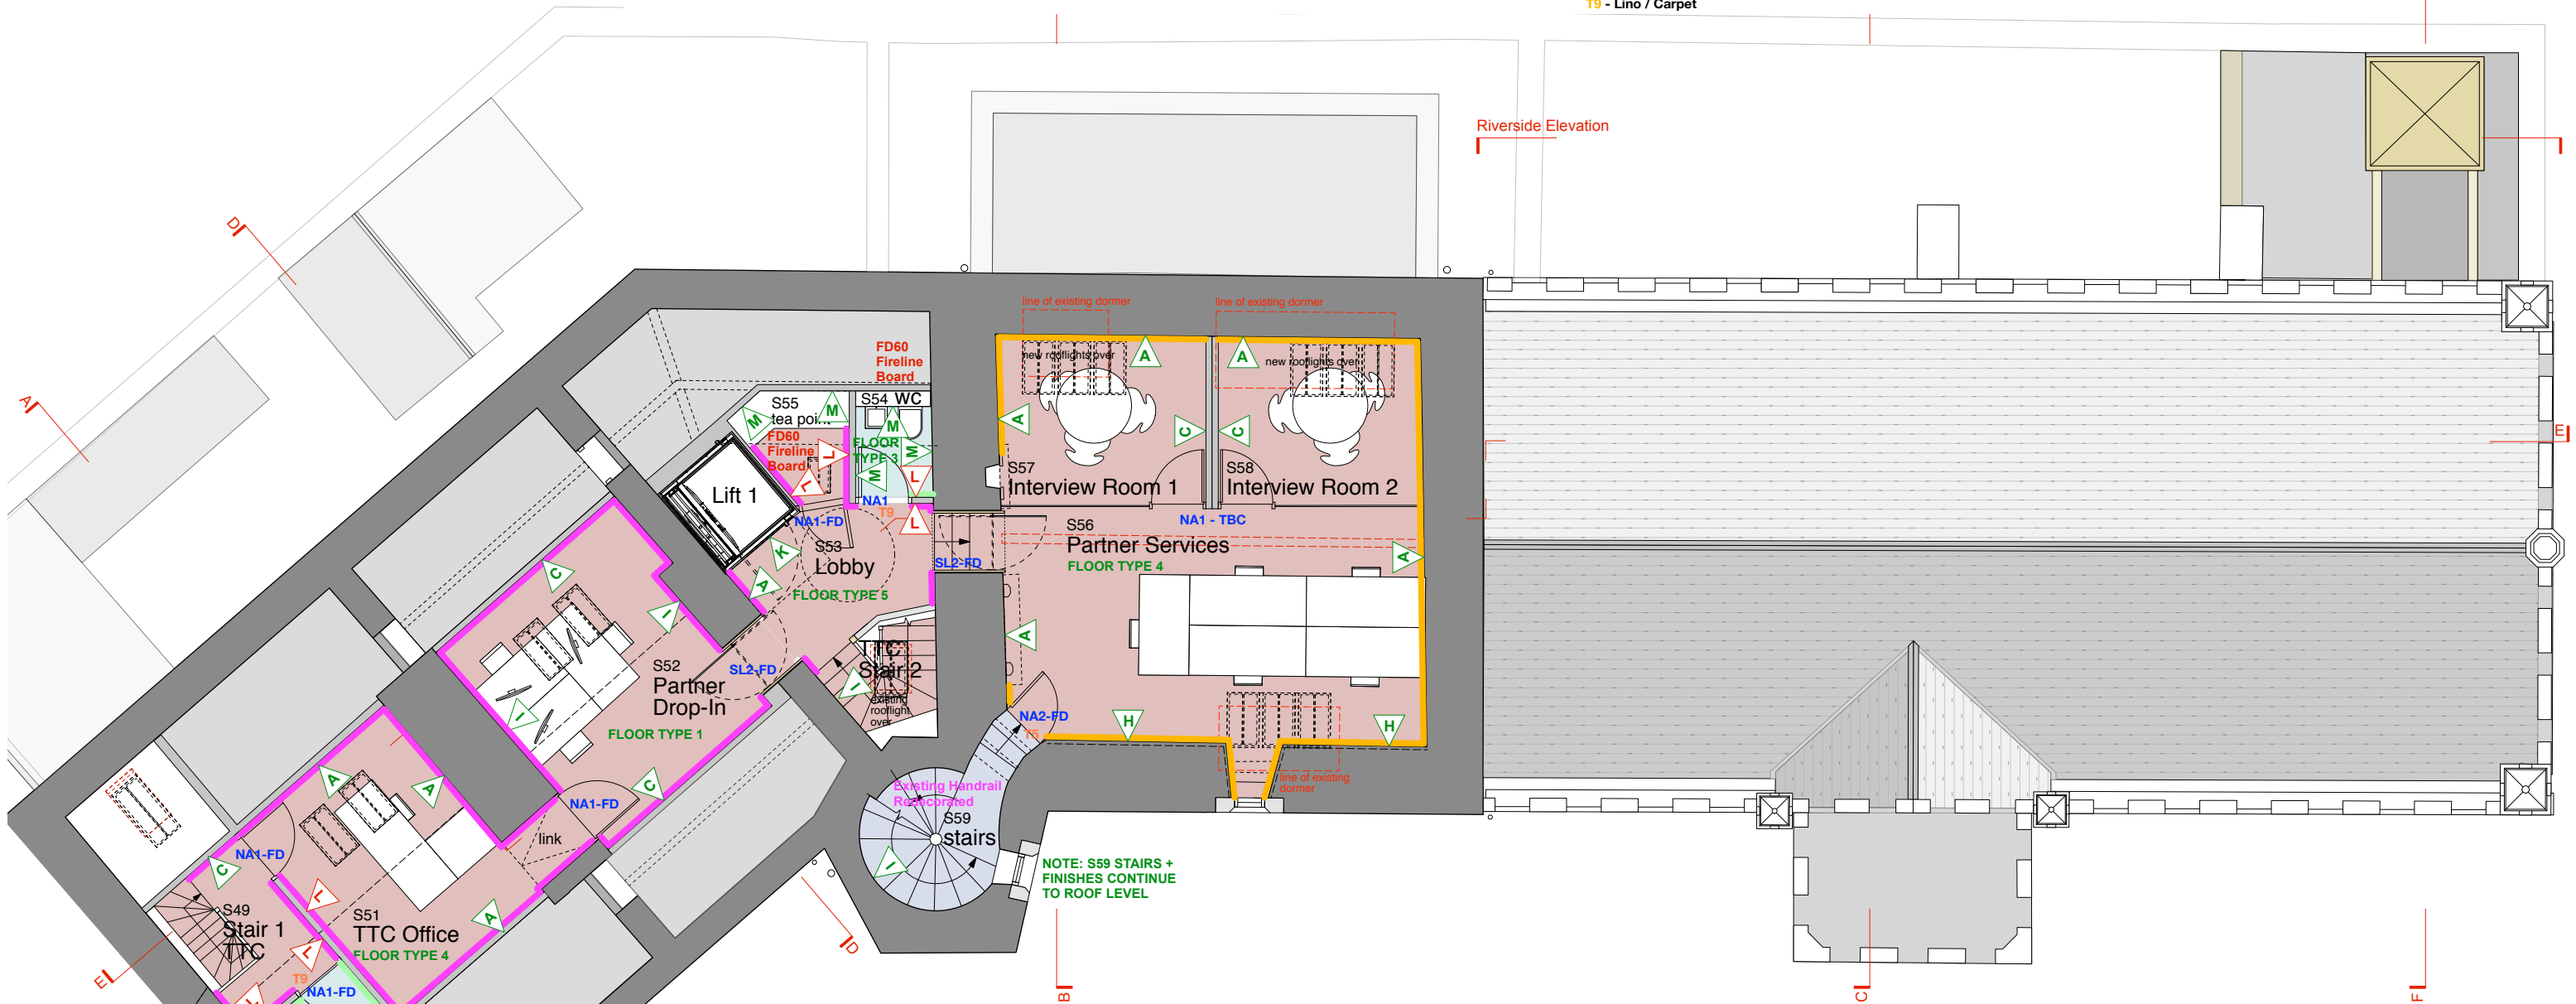 T9 - Lino / Carpet
Riverside Elevation
D
A
line of existing dormer
line of existing dormer
new rooflights over
new rooflights over
A
A
FD60
Fireline
Board
S55
tea point
S54 WC
M
M
M
M
M
FD60
Fireline
Board
FLOOR
TYPE 3
L
L
L
L
A
C
C
E
Lift 1
S57
Interview Room 1
S58
Interview Room 2
NA1
T9
NA1-FD
NA1 - TBC
S53
Lobby
K
A
FLOOR TYPE 5
SL2-FD
S56
Partner Services
FLOOR TYPE 4
A
A
C
I
I
S52
Partner
Drop-In
FLOOR TYPE 1
SL2-FD
TTC
Stair 2
I
existing
rooflight
over
NA2-FD
T5
H
H
line of existing
dormer
Existing Handrail
Redecorated
S59
stairs
I
NOTE: S59 STAIRS +
FINISHES CONTINUE
TO ROOF LEVEL
C
NA1-FD
link
A
A
NA1-FD
C
L
A
S51
TTC Office
FLOOR TYPE 4
S49
Stair 1
TTC
L
T9
NA1-FD
L
E
D
B
C
F